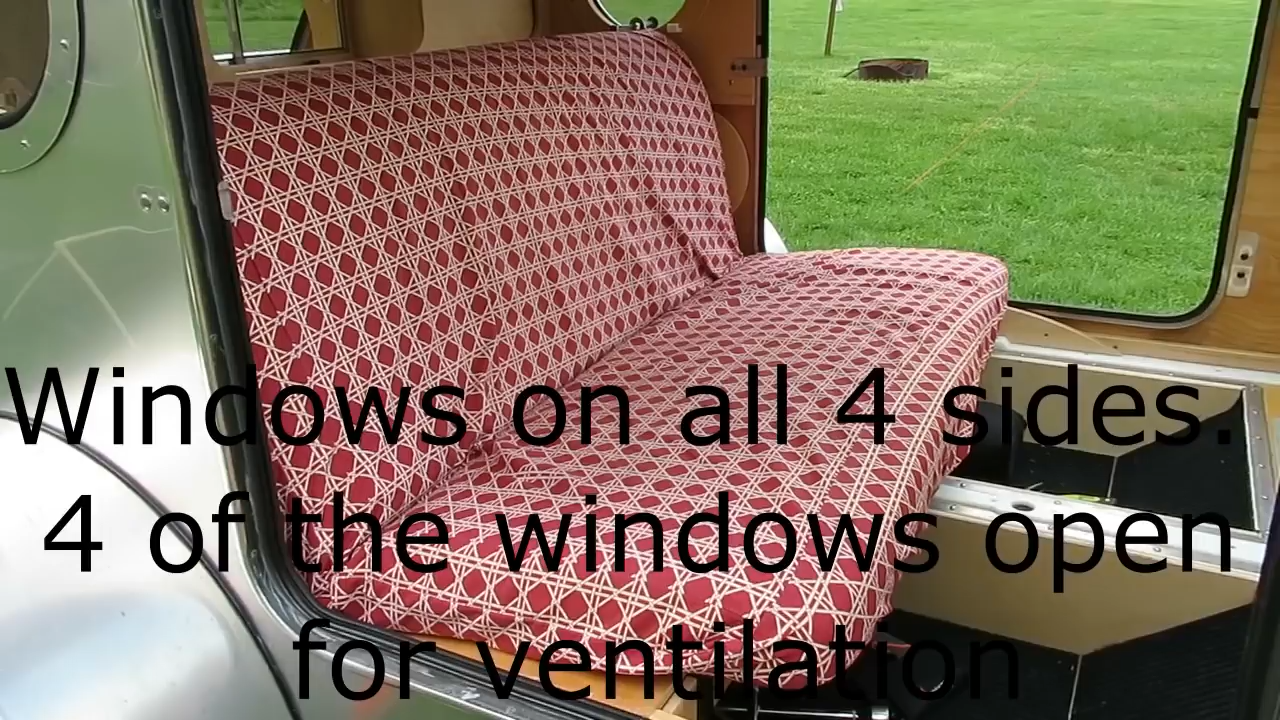 Windows on all 4 sides.
4 of the windows open
for ventilation